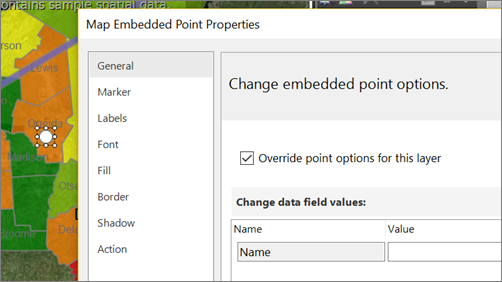 ontains sample spatial data.
Map Embedded Point Properties
erson
Lewis
Oneida
Madison
Otse
Broome
Dela
General
Marker
Labels
Font
Fill
Border
Shadow
Action
Change embedded point options.
Override point options for this layer
Change data field values:
Name Value
Name